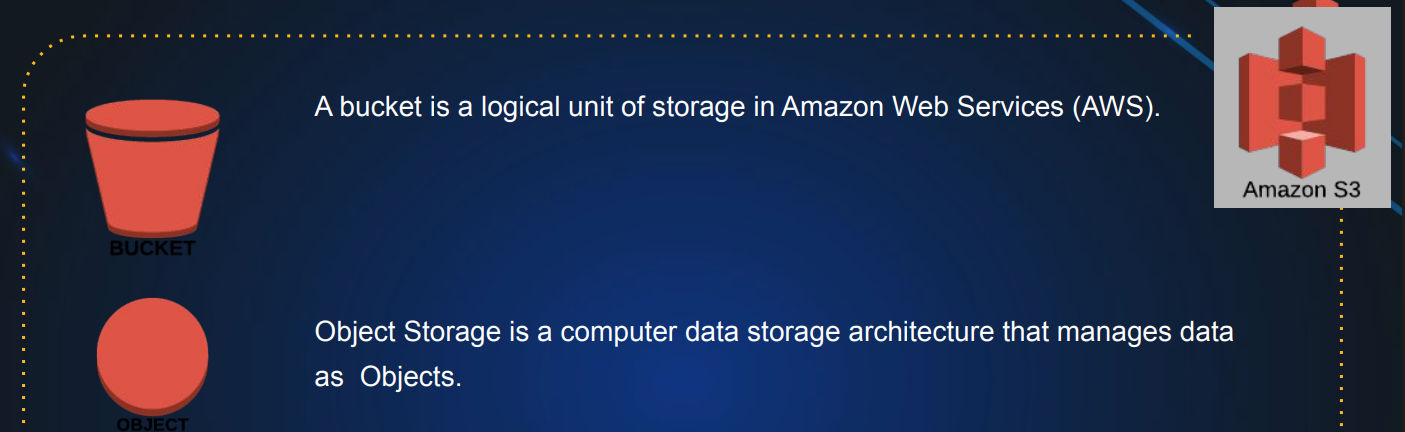 A bucket is a logical unit of storage in Amazon Web Services (AWS).
Amazon S3
BUCKET
Object Storage is a computer data storage architecture that manages data
as  Objects.
OBJECT